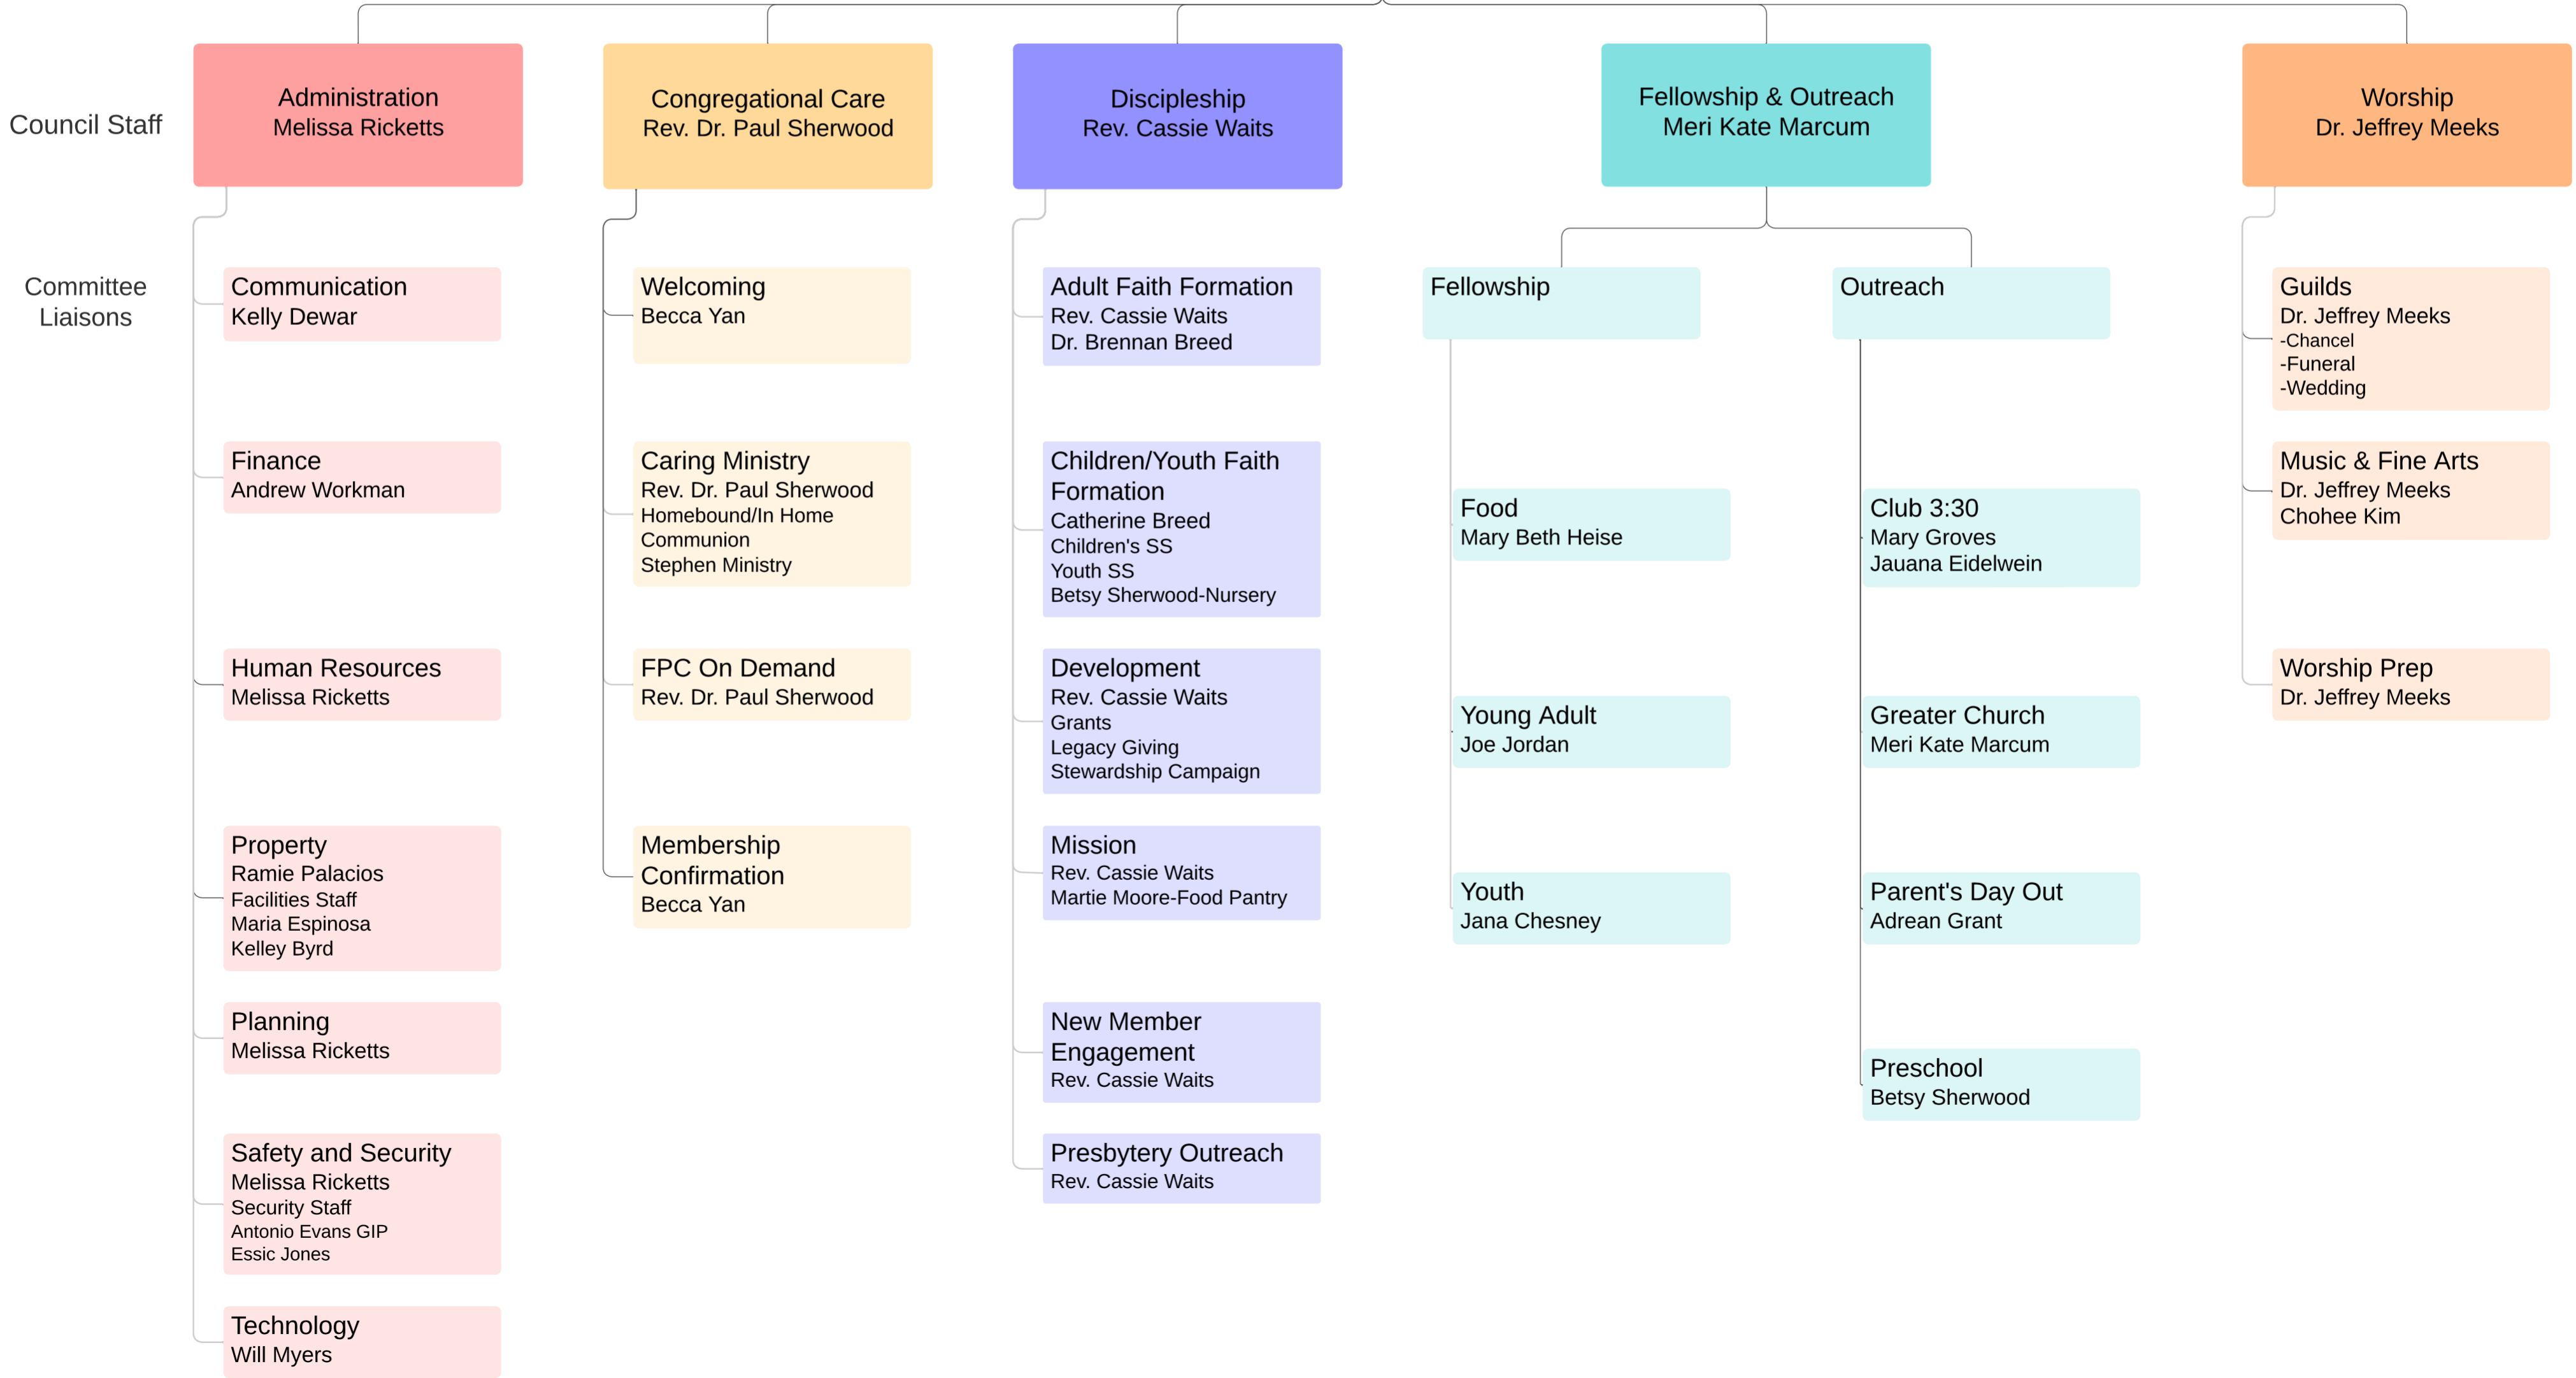 Council Staff
Administration
Melissa Ricketts
Congregational Care
Rev. Dr. Paul Sherwood
Discipleship
Rev. Cassie Waits
Fellowship & Outreach
Meri Kate Marcum
Worship
Dr. Jeffrey Meeks
Committee
Liaisons
Communication
Kelly Dewar
Finance
Andrew Workman
Human Resources
Melissa Ricketts
Property
Ramie Palacios
Facilities Staff
Maria Espinosa
Kelley Byrd
Planning
Melissa Ricketts
Safety and Security
Melissa Ricketts
Security Staff
Antonio Evans GIP
Essic Jones
Technology
Will Myers
Welcoming
Becca Yan
Caring Ministry
Rev. Dr. Paul Sherwood
Homebound/In Home
Communion
Stephen Ministry
FPC On Demand
Rev. Dr. Paul Sherwood
Membership
Confirmation
Becca Yan
Adult Faith Formation
Rev. Cassie Waits
Dr. Brennan Breed
Children/Youth Faith
Formation
Catherine Breed
Children's SS
Youth SS
Betsy Sherwood-Nursery
Development
Rev. Cassie Waits
Grants
Legacy Giving
Stewardship Campaign
Mission
Rev. Cassie Waits
Martie Moore-Food Pantry
New Member
Engagement
Rev. Cassie Waits
Presbytery Outreach
Rev. Cassie Waits
Fellowship
Food
Mary Beth Heise
Young Adult
Joe Jordan
Youth
Jana Chesney
Outreach
Club 3:30
Mary Groves
Jauana Eidelwein
Greater Church
Meri Kate Marcum
Parent's Day Out
Adrean Grant
Preschool
Betsy Sherwood
Guilds
Dr. Jeffrey Meeks
-Chancel
-Funeral
-Wedding
Music & Fine Arts
Dr. Jeffrey Meeks
Chohee Kim
Worship Prep
Dr. Jeffrey Meeks